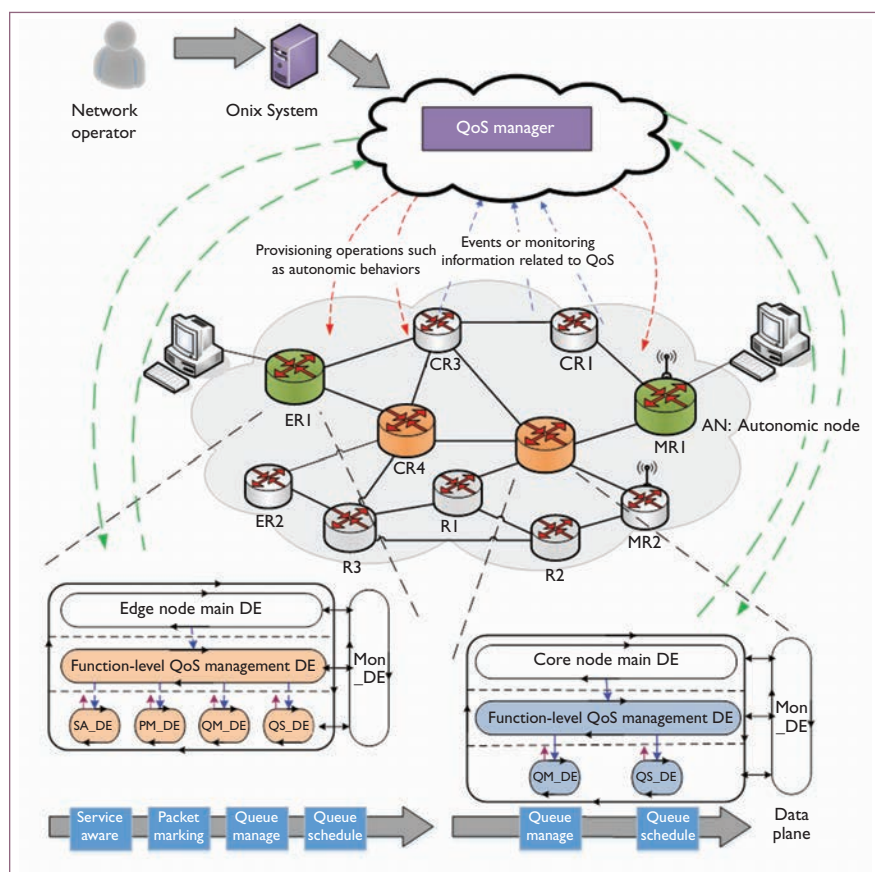 Network
operator
Onix System
QoS manager
Provisioning operations such
as autonomic behaviors
Events or monitoring
information related to QoS
CR3
CR1
ER1
MR1
AN: Autonomic node
CR4
ER2
R1
R3
R2
MR2
Edge node main DE
Function-level QoS management DE
SA_DE
PM_DE
QM_DE
QS_DE
Mon
_DE
Core node main DE
Function-level QoS management DE
QM_DE
QS_DE
Mon
_DE
Service
aware
Packet
marking
Queue
manage
Queue
schedule
Queue
manage
Queue
schedule
Data
plane